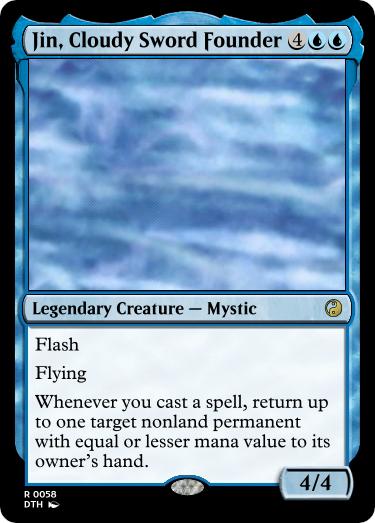 Jin, Cloudy Sword Founder 4
Legendary Creature — Mystic
Flash
Flying
Whenever you cast a spell, return up
to one target nonland permanent
with equal or lesser mana value to its
owner's hand.
4/4
R 0058
DTH